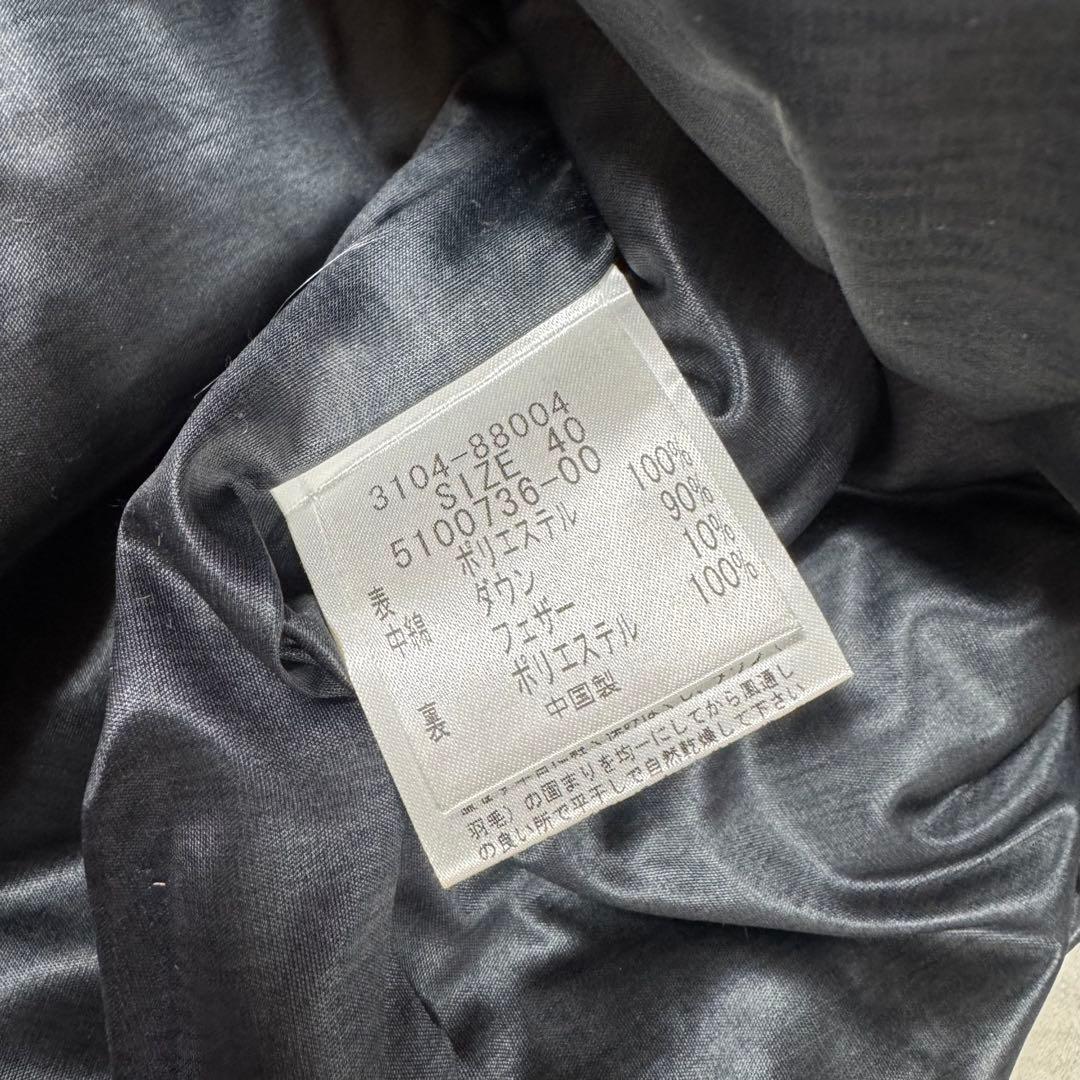 3104-88004
SIZE 40
5100736-00
表 ポリエステル 100%
中綿 ダウン 90%
フェザー 10%
裏 ポリエステル 100%
中国製
羽毛)の固まりを均一にしてから風通し
の良い所で平干しで自然乾燥して下さい